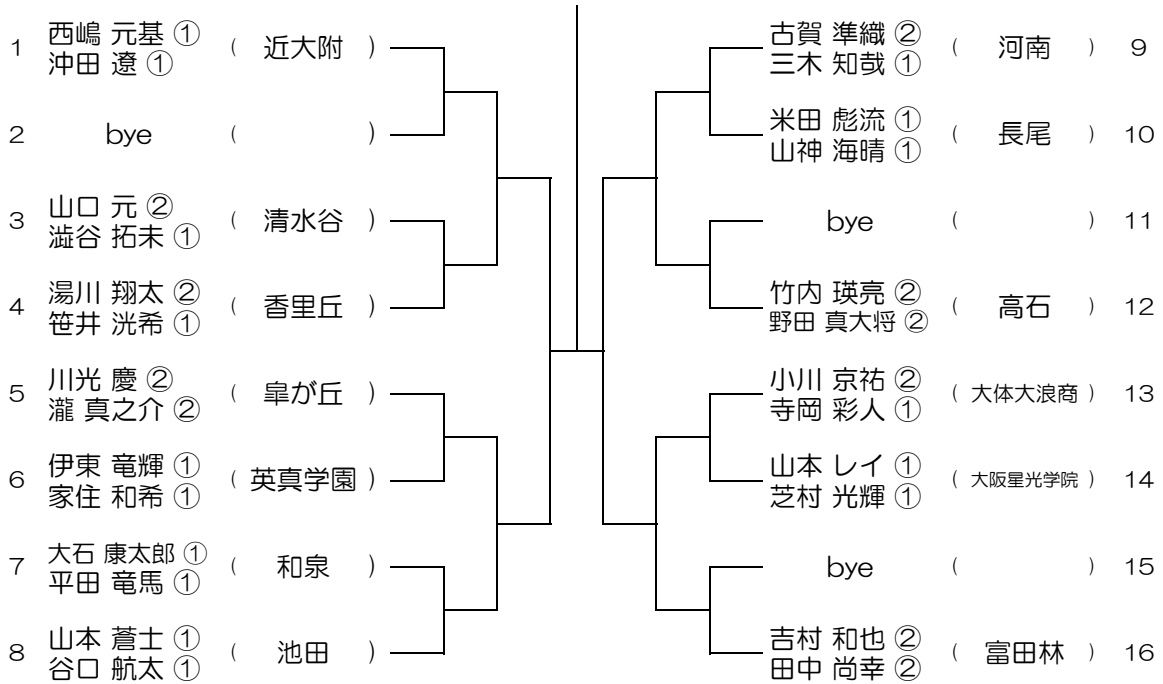 1 西嶋 元基 ① ( 近大附 )
沖田 遼 ①
2 bye ( )
3 山口 元 ② ( 清水谷 )
澁谷 拓未 ①
4 湯川 翔太 ② ( 香里丘 )
笹井 洸希 ①
5 川光 慶 ② ( 皐が丘 )
瀧 真之介 ②
6 伊東 竜輝 ① ( 英真学園 )
家住 和希 ①
7 大石 康太郎 ① ( 和泉 )
平田 竜馬 ①
8 山本 蒼士 ① ( 池田 )
谷口 航太 ①
古賀 準織 ② ( 河南 ) 9
三木 知哉 ①
米田 彪流 ① ( 長尾 ) 10
山神 海晴 ①
bye ( ) 11
竹内 瑛亮 ② ( 高石 ) 12
野田 真大将 ②
小川 京祐 ② ( 大体大浪商 ) 13
寺岡 彩人 ①
山本 レイ ① ( 大阪星光学院 ) 14
芝村 光輝 ①
bye ( ) 15
吉村 和也 ② ( 富田林 ) 16
田中 尚幸 ②